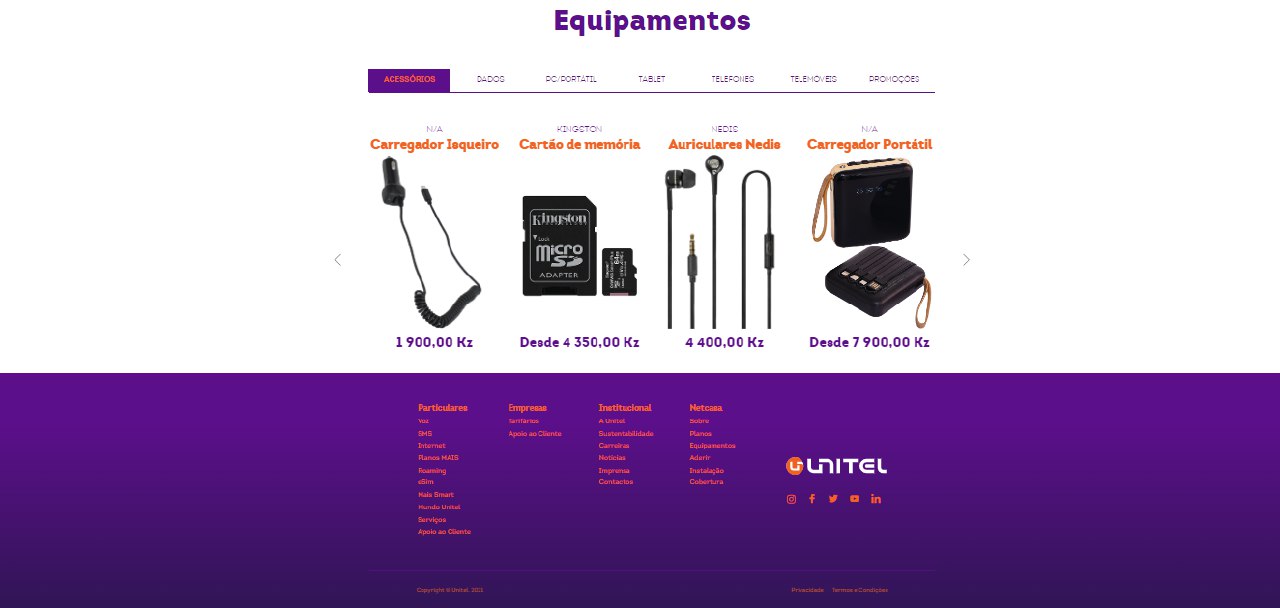 Equipamentos
ACESSÓRIOS DADOS PC/PORTÁTIL TABLET TELEFONES TELEMÓVEIS PROMOÇÕES
N/A
Carregador Isqueiro
1 900,00 Kz
KINGSTON
Cartão de memória
Kingston
Lock
micro
SD
ADAPTER
64GB
Desde 4 350,00 Kz
NEDIS
Auriculares Nedis
4 400,00 Kz
N/A
Carregador Portátil
Desde 7 900,00 Kz
Particulares
Voz
SMS
Internet
Planos MAIS
Roaming
eSim
Mais Smart
Mundo Unitel
Serviços
Apoio ao Cliente
Empresas
Tarifários
Apoio ao Cliente
Institucional
A Unitel
Sustentabilidade
Carreiras
Notícias
Imprensa
Contactos
Netcasa
Sobre
Planos
Equipamentos
Aderir
Instalação
Cobertura
UNITEL
Copyright © Unitel. 2021
Privacidade Termos e Condições